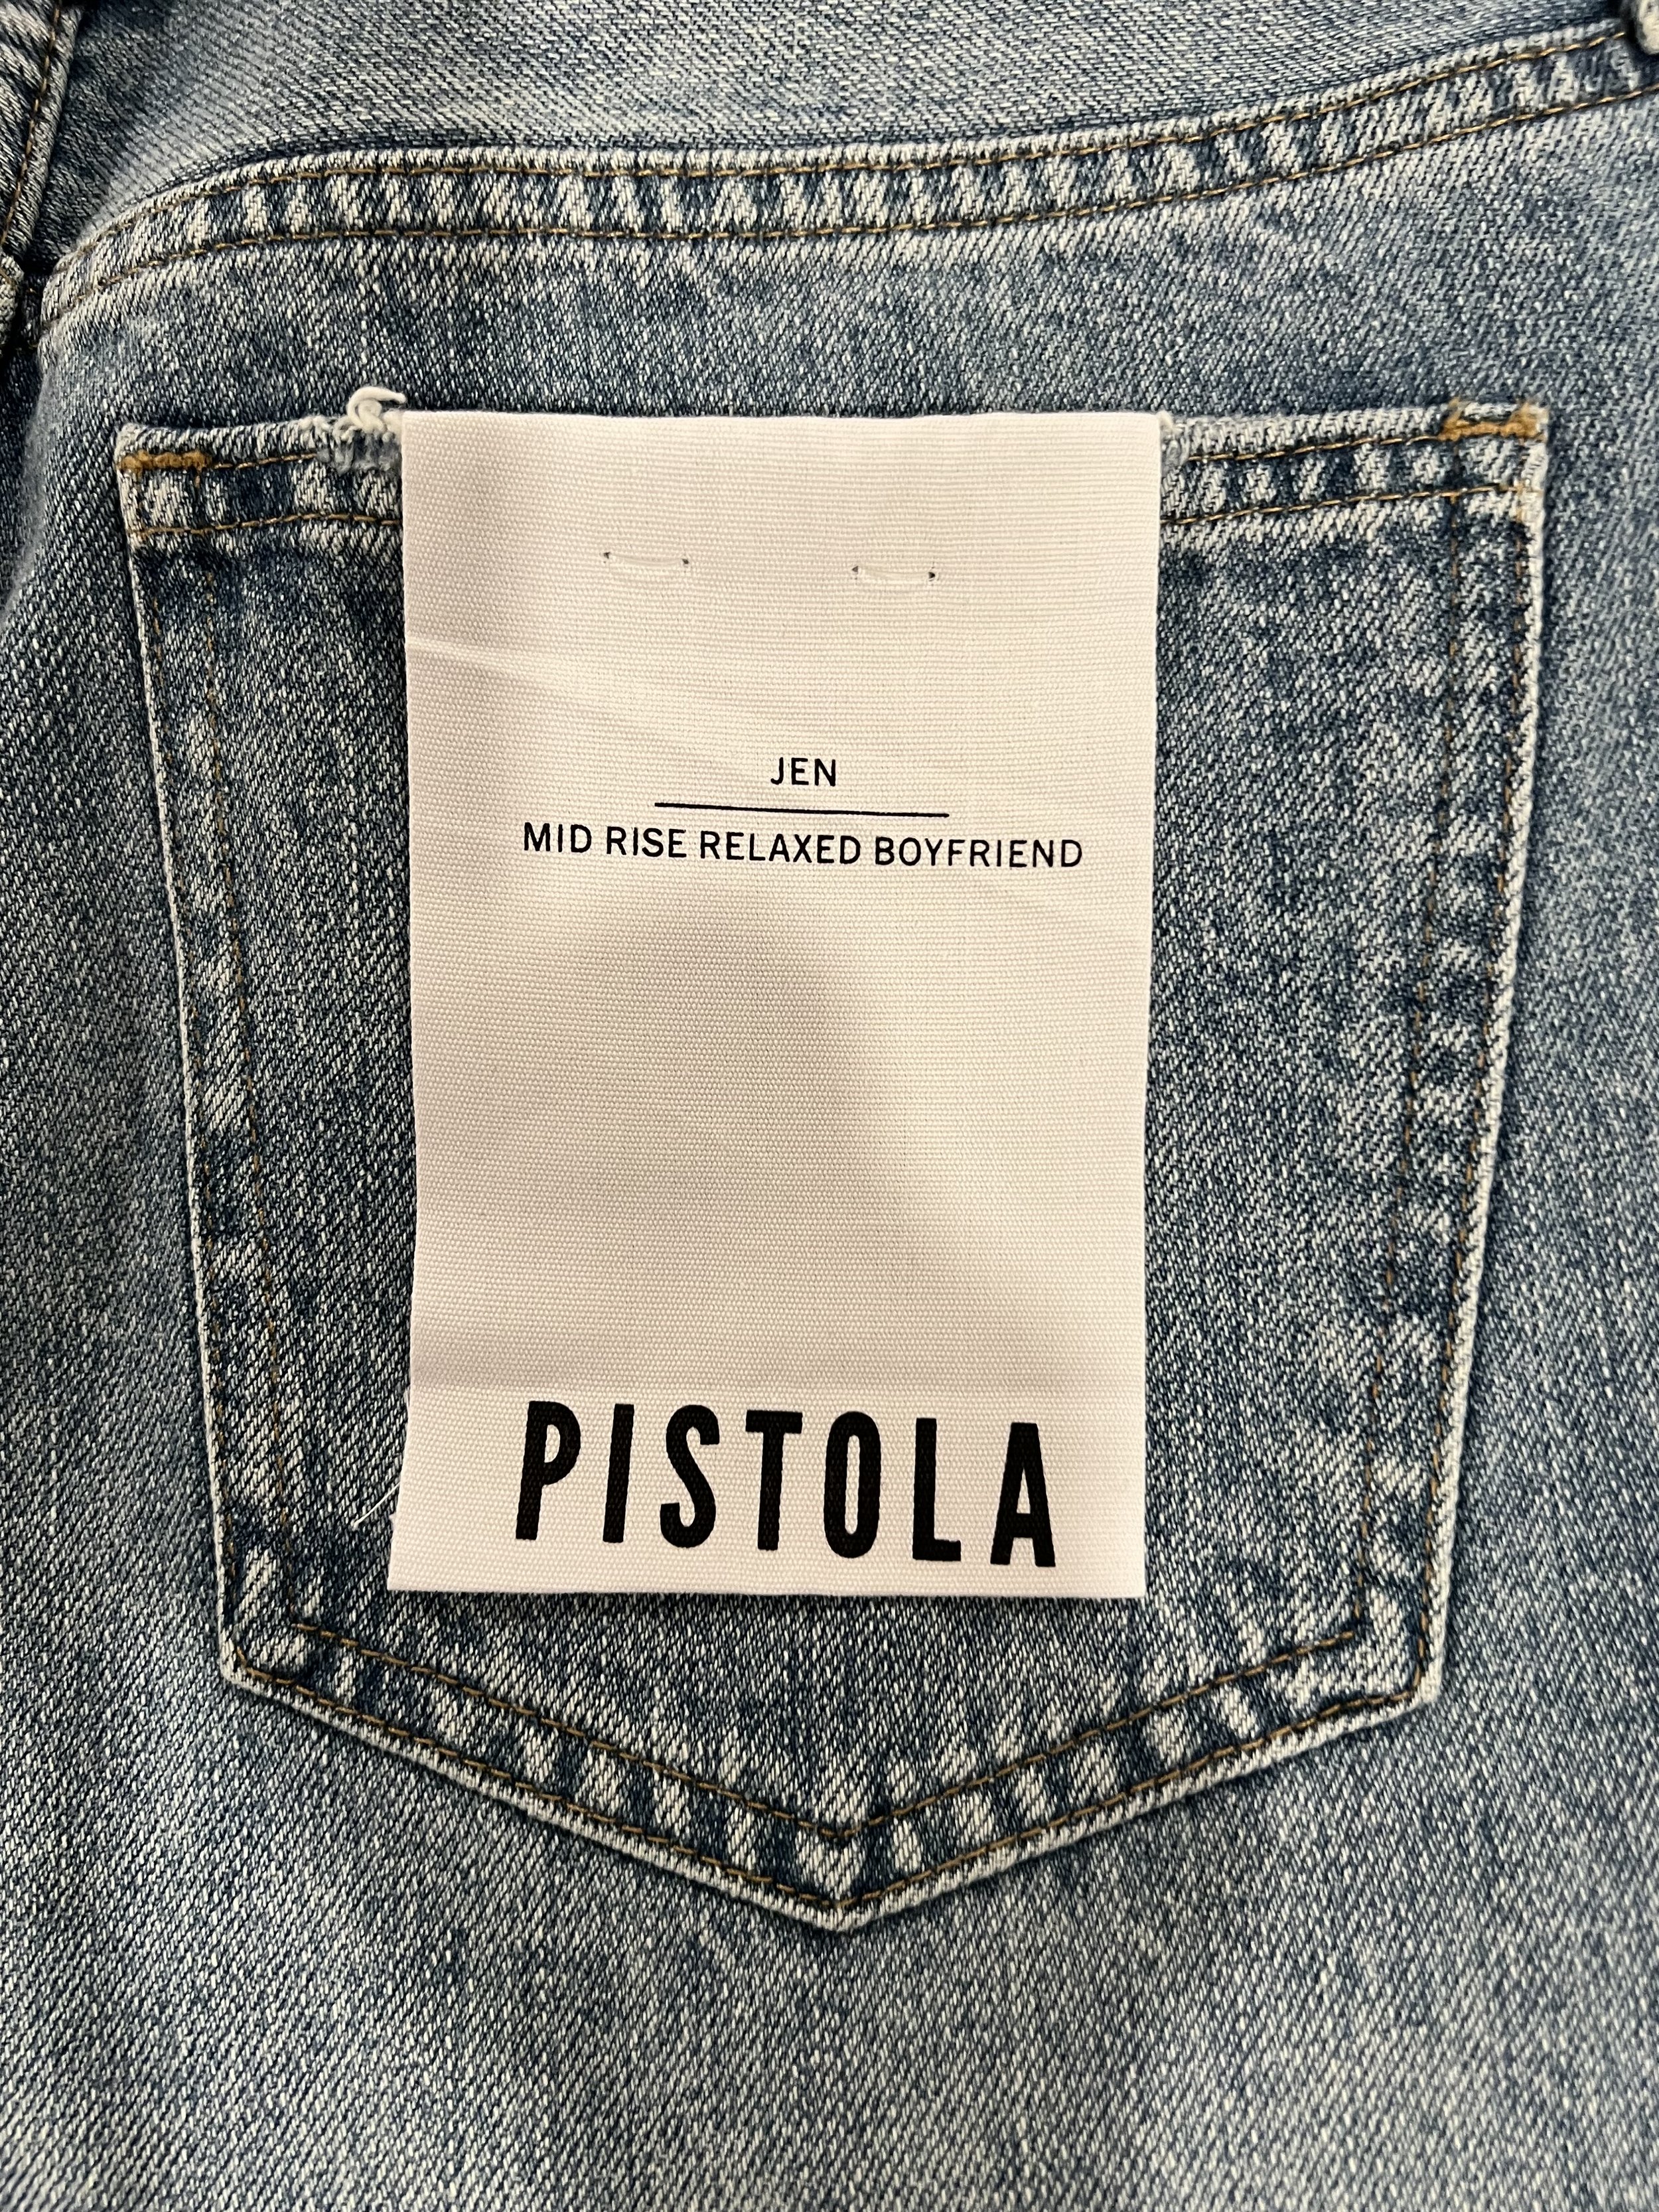 JEN
MID RISE RELAXED BOYFRIEND
PISTOLA